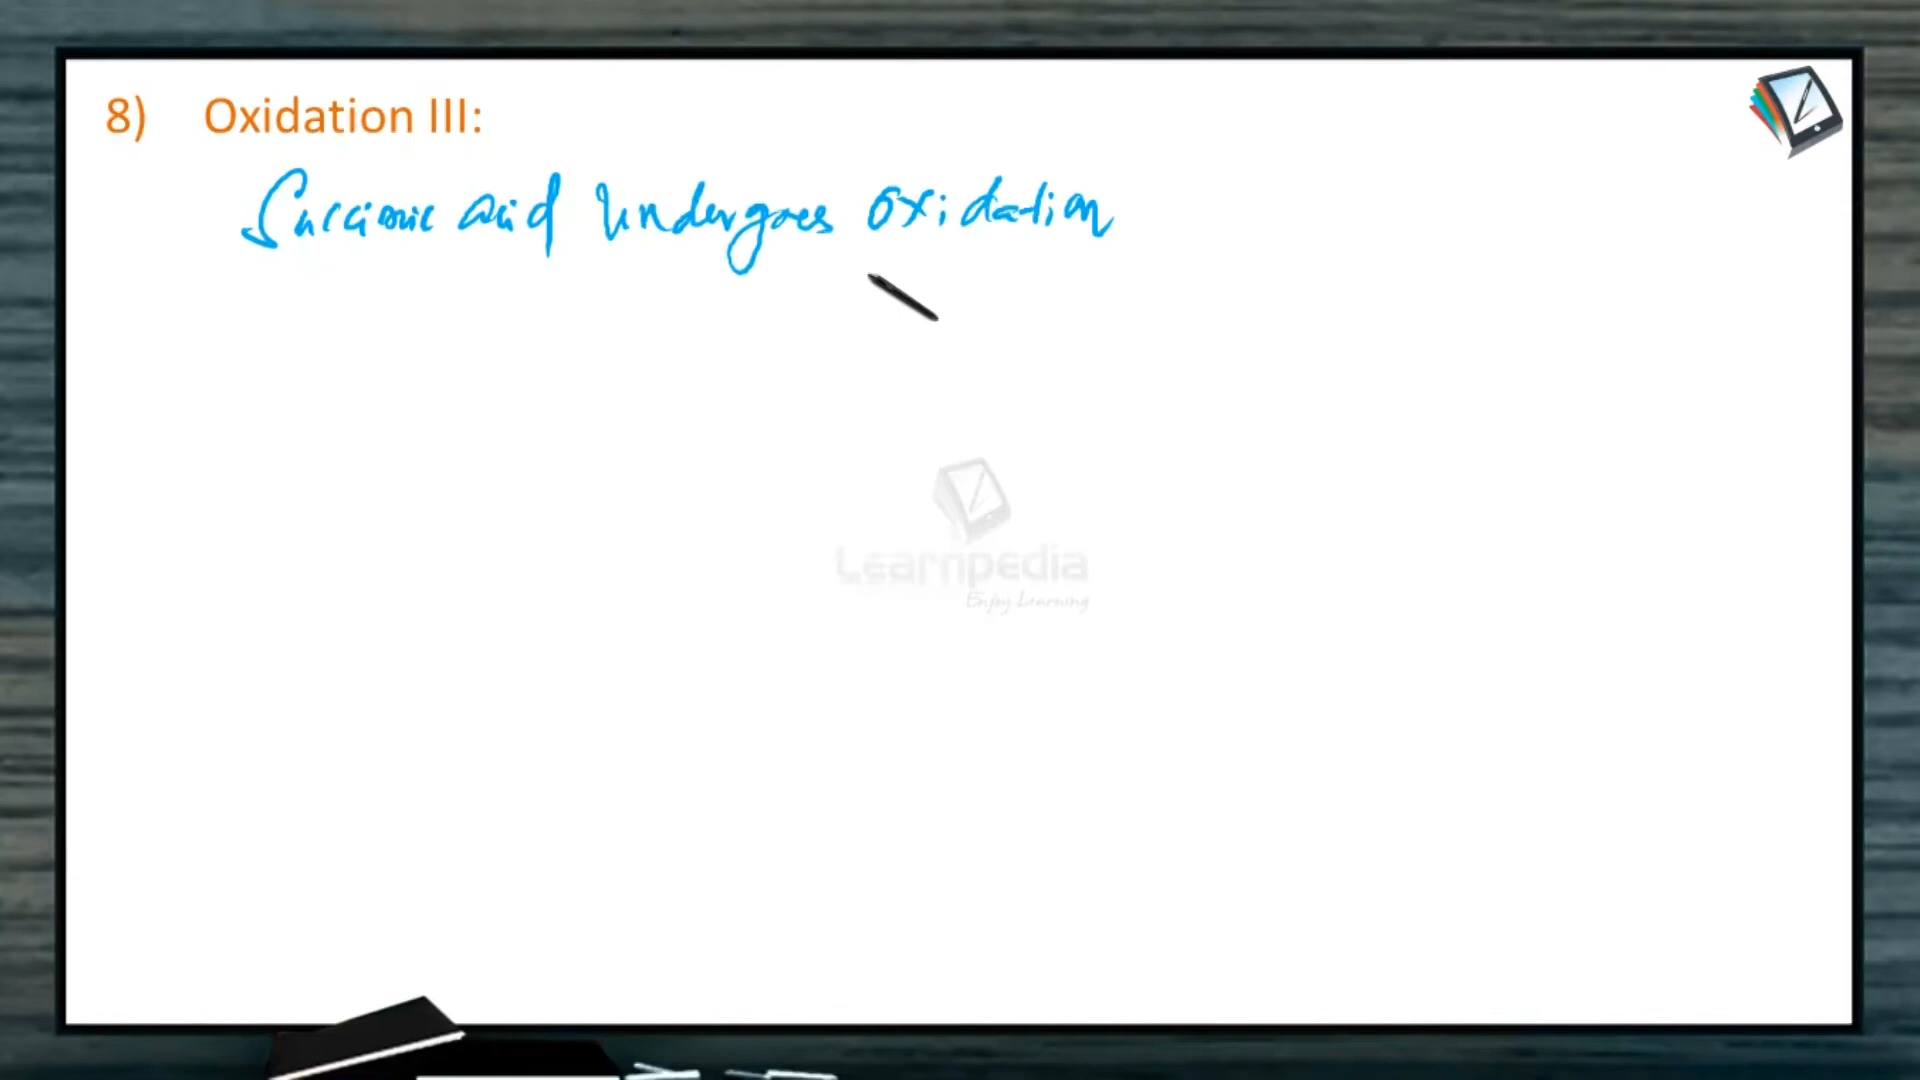 8) Oxidation III:
Succinic acid undergoes oxidation
Learnpedia
Enjoy Learning